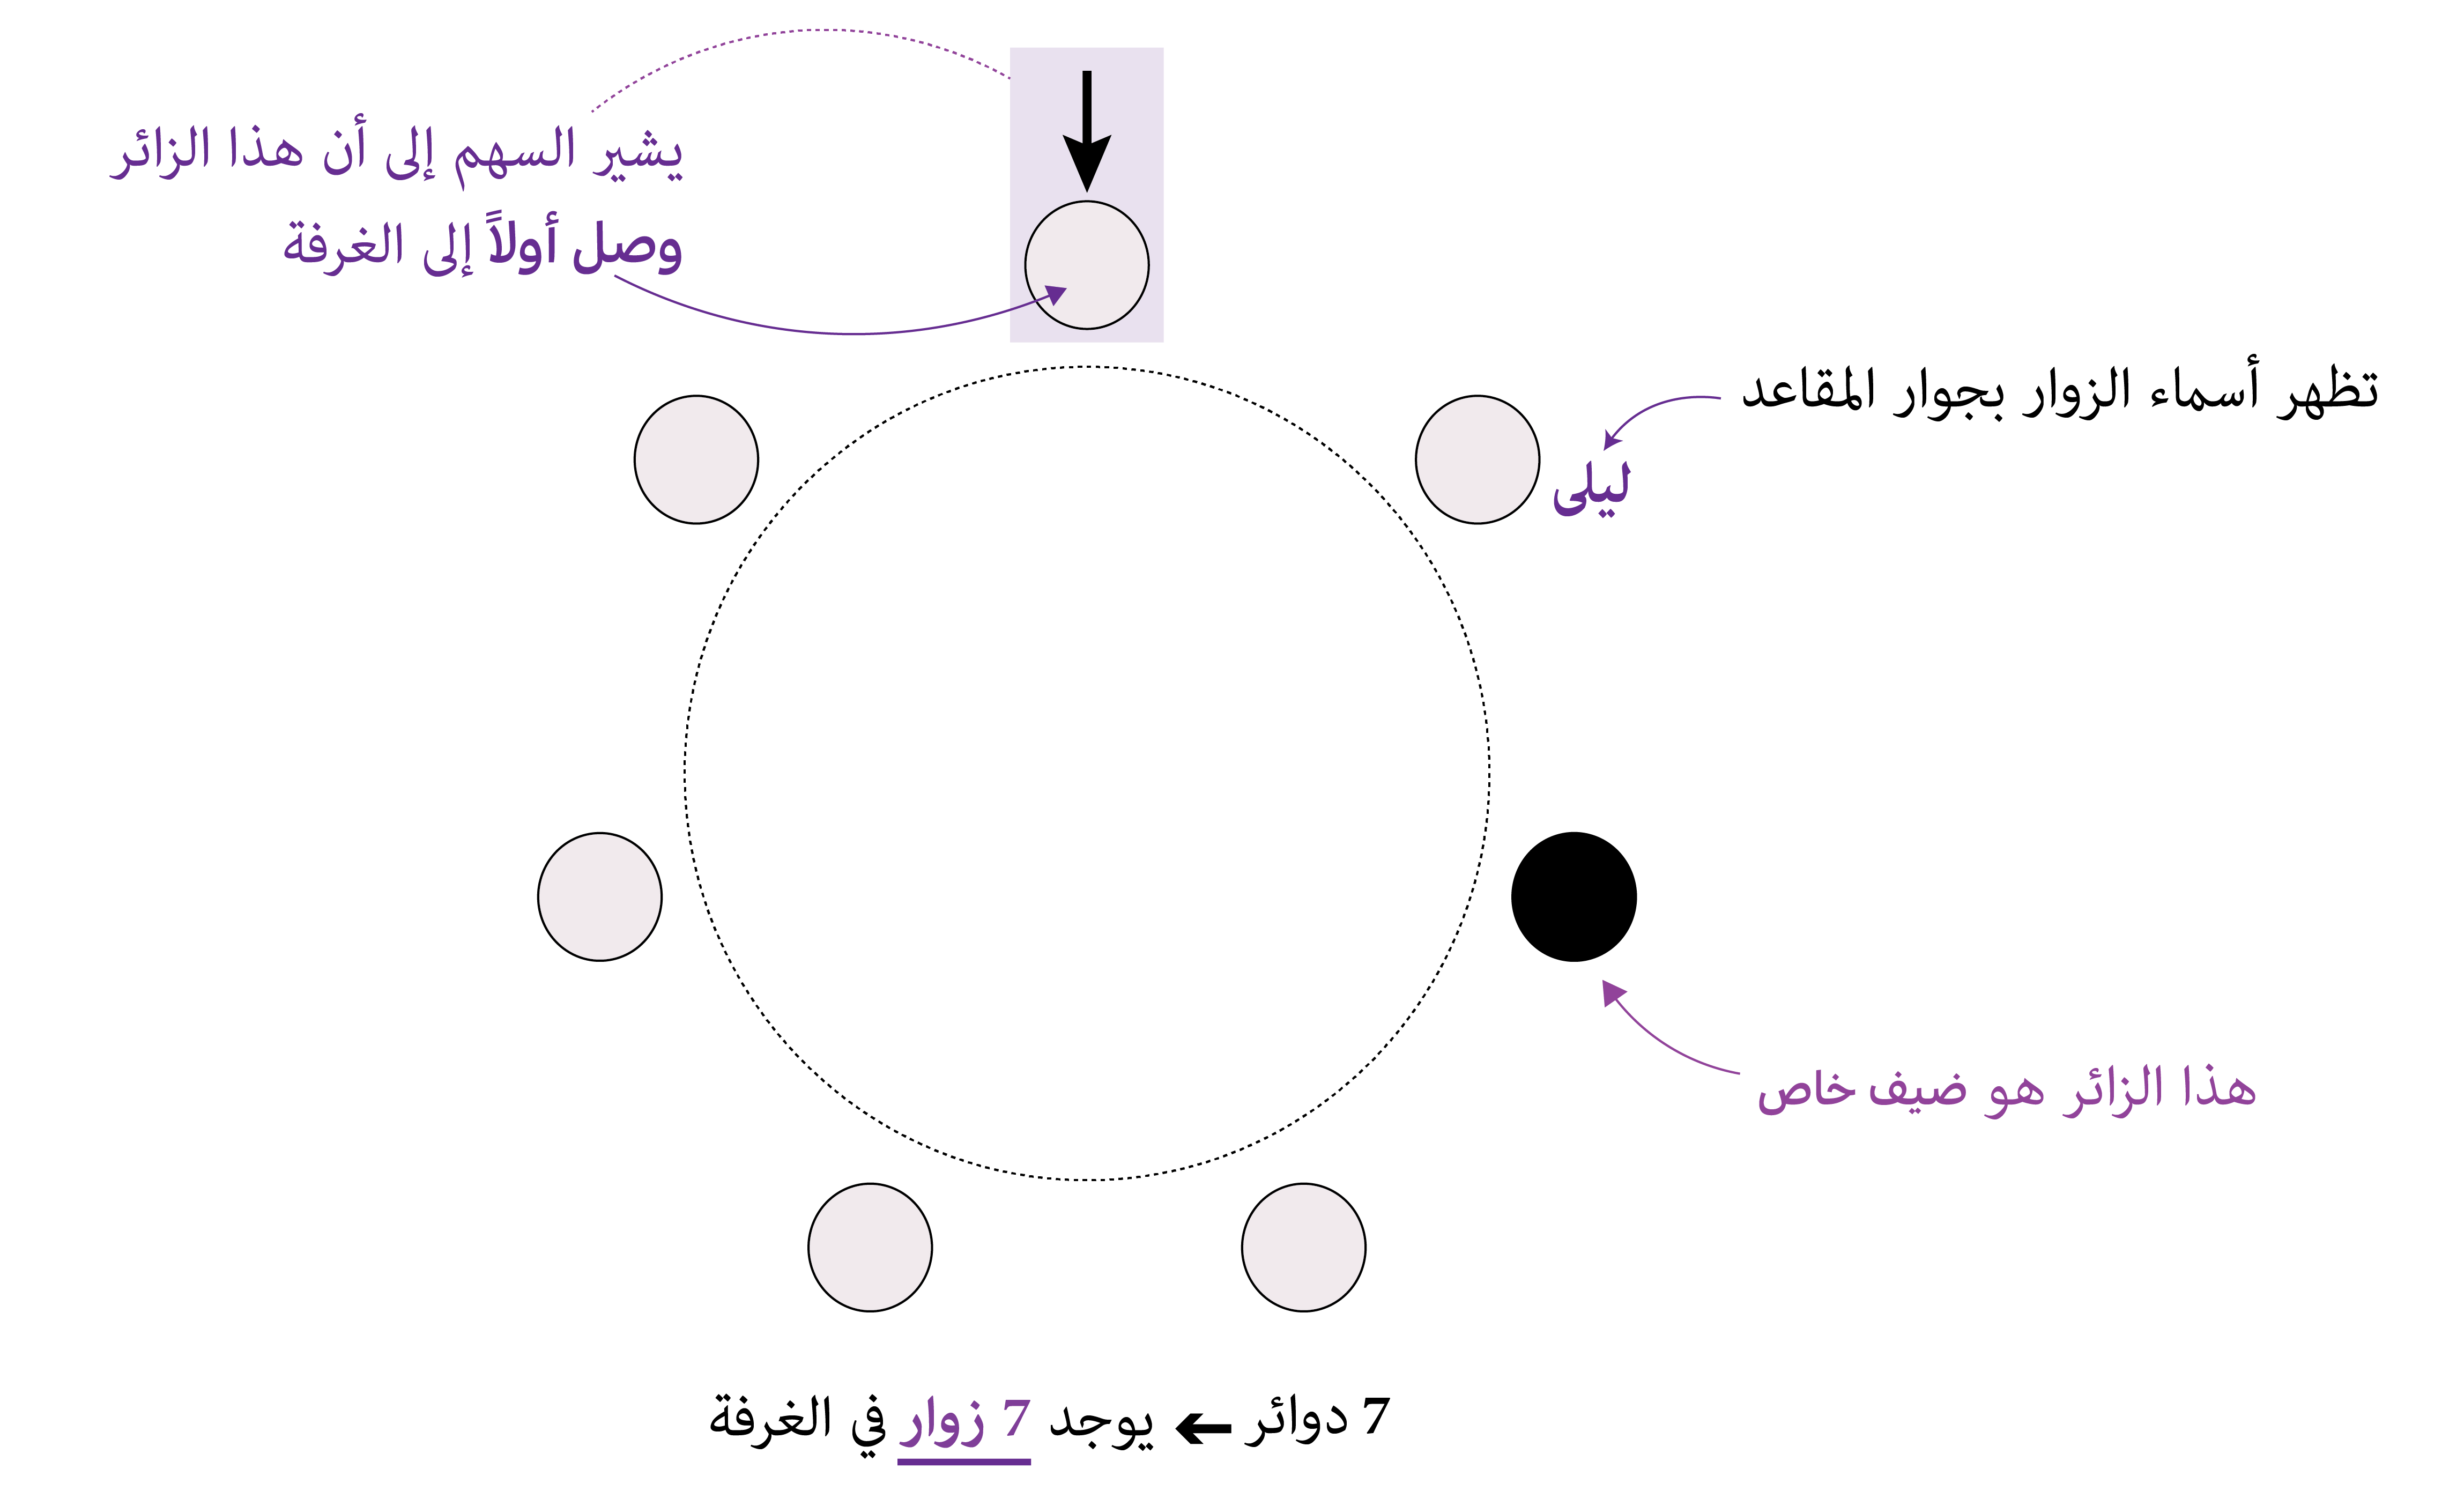 يشير السهم إلى أن هذا الزائر
وصل أولاً إلى الغرفة
تظهر أسماء الزوار بجوار المقاعد
ليلى
هذا الزائر هو ضيف خاص
7 دوائر ← يوجد 7 زوار في الغرفة